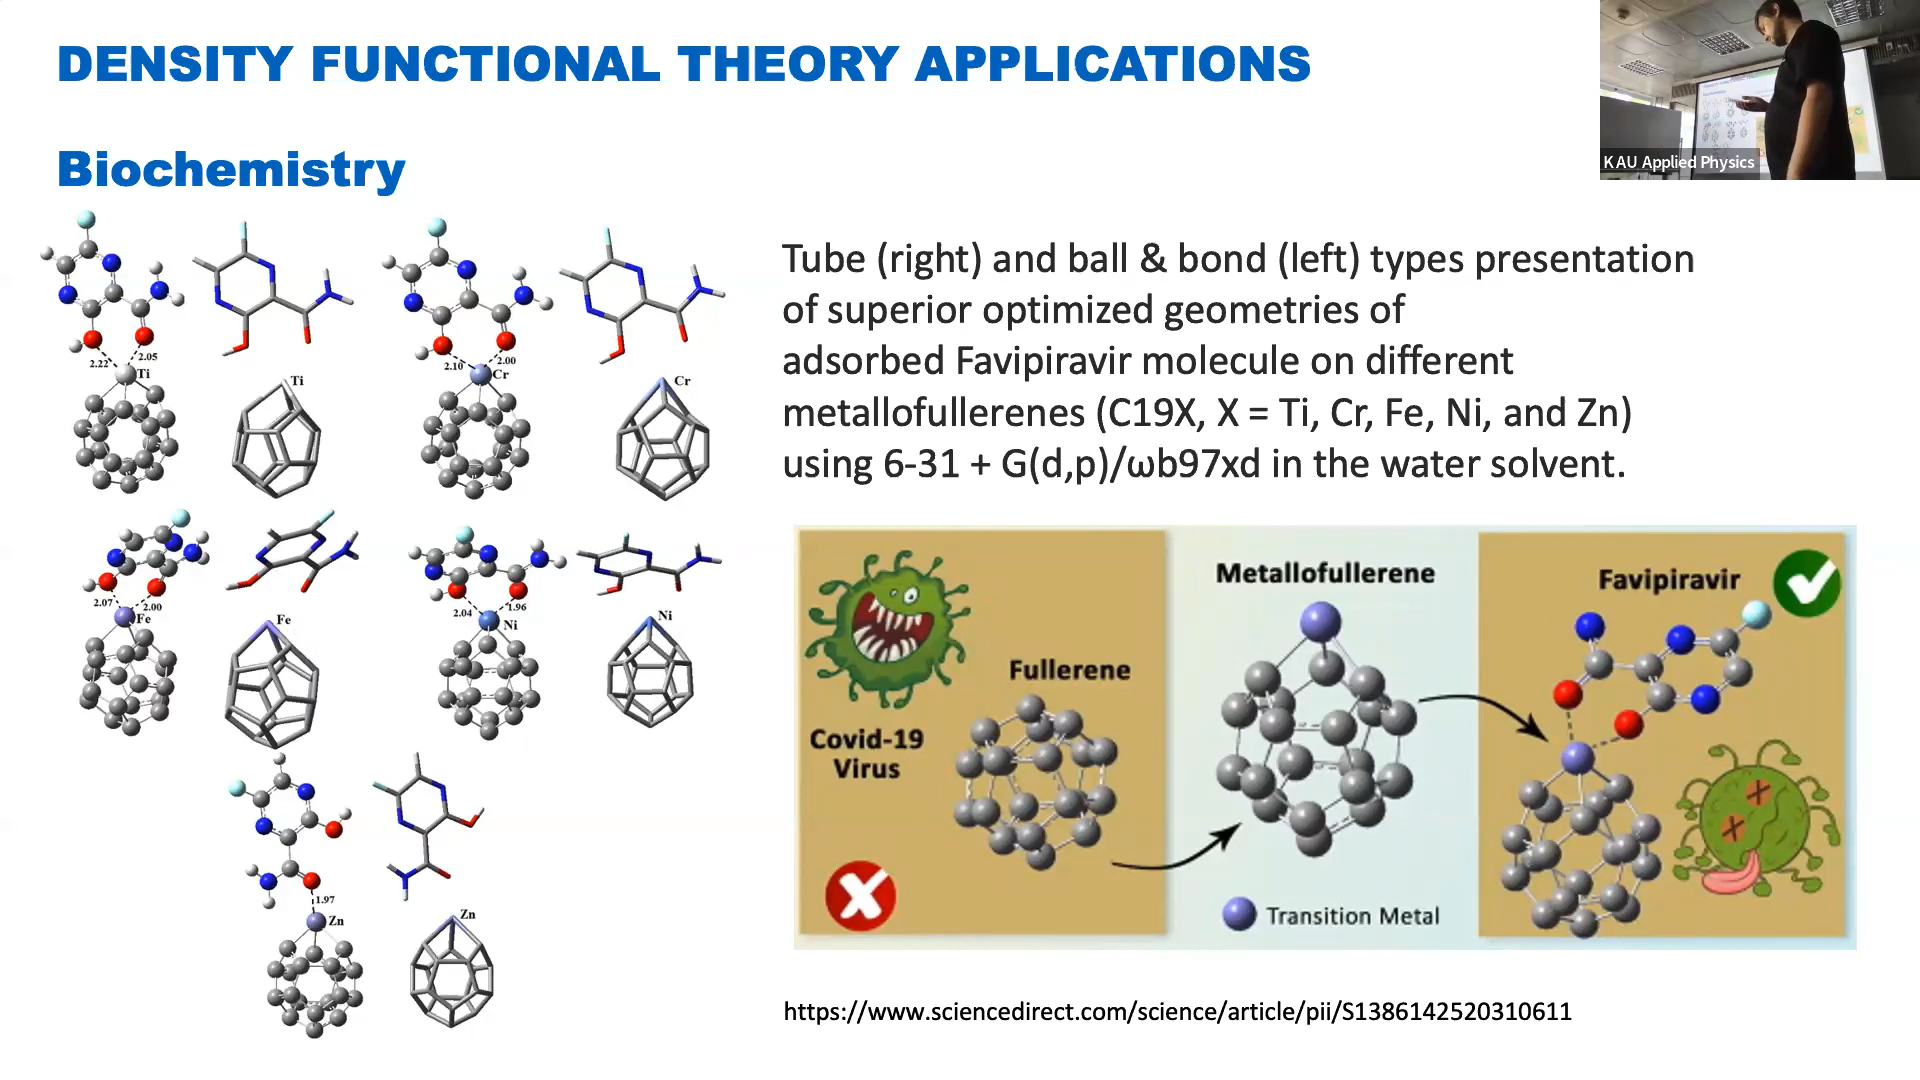 DENSITY FUNCTIONAL THEORY APPLICATIONS
KAU Applied Physics
Biochemistry
Tube (right) and ball & bond (left) types presentation
of superior optimized geometries of
adsorbed Favipiravir molecule on different
metallofullerenes (C19X, X = Ti, Cr, Fe, Ni, and Zn)
using 6-31 + G(d,p)/ωb97xd in the water solvent.
2.22
2.05
Ti
Ti
2.10
2.00
Cr
Cr
2.07
2.00
Fe
Fe
2.04
1.96
Ni
Ni
1.97
Zn
Zn
Covid-19
Virus
Fullerene
Metallofullerene
Transition Metal
Favipiravir
https://www.sciencedirect.com/science/article/pii/S1386142520310611